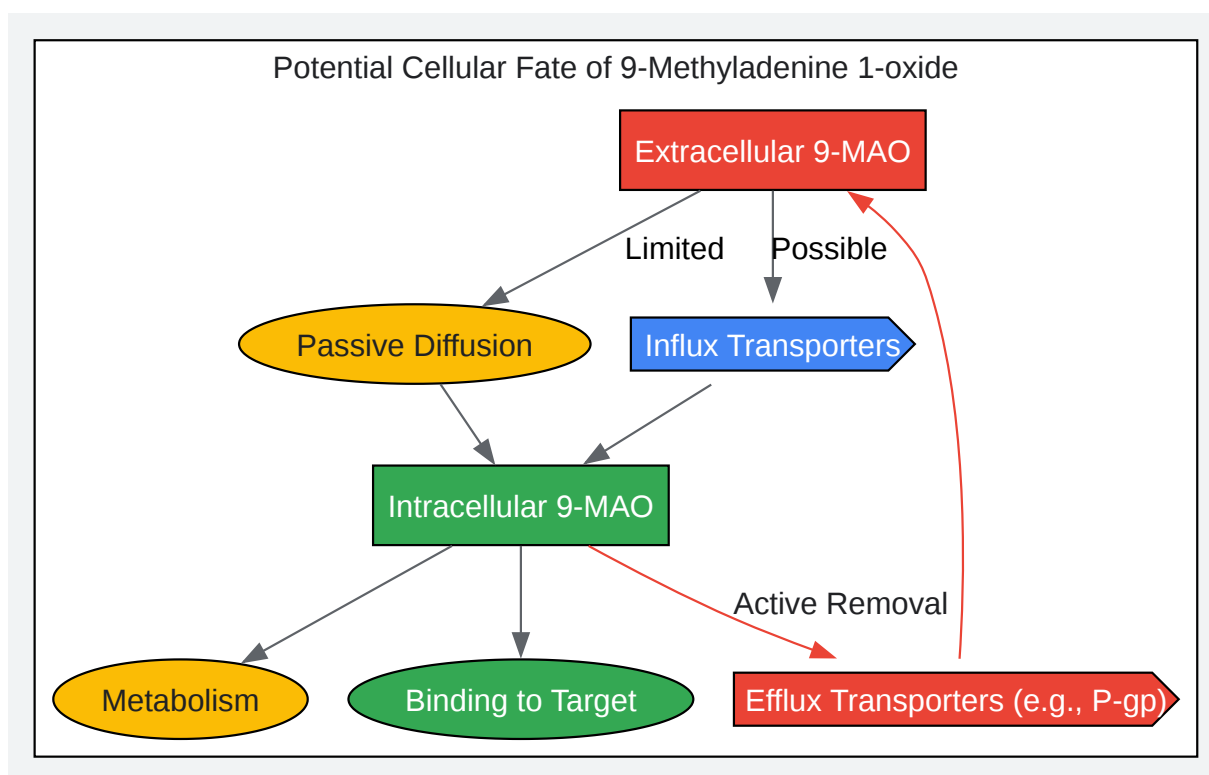 Potential Cellular Fate of 9-Methyladenine 1-oxide
Extracellular 9-MAO
Limited
Possible
Passive Diffusion
Influx Transporters
Intracellular 9-MAO
Active Removal
Metabolism
Binding to Target
Efflux Transporters (e.g., P-gp)